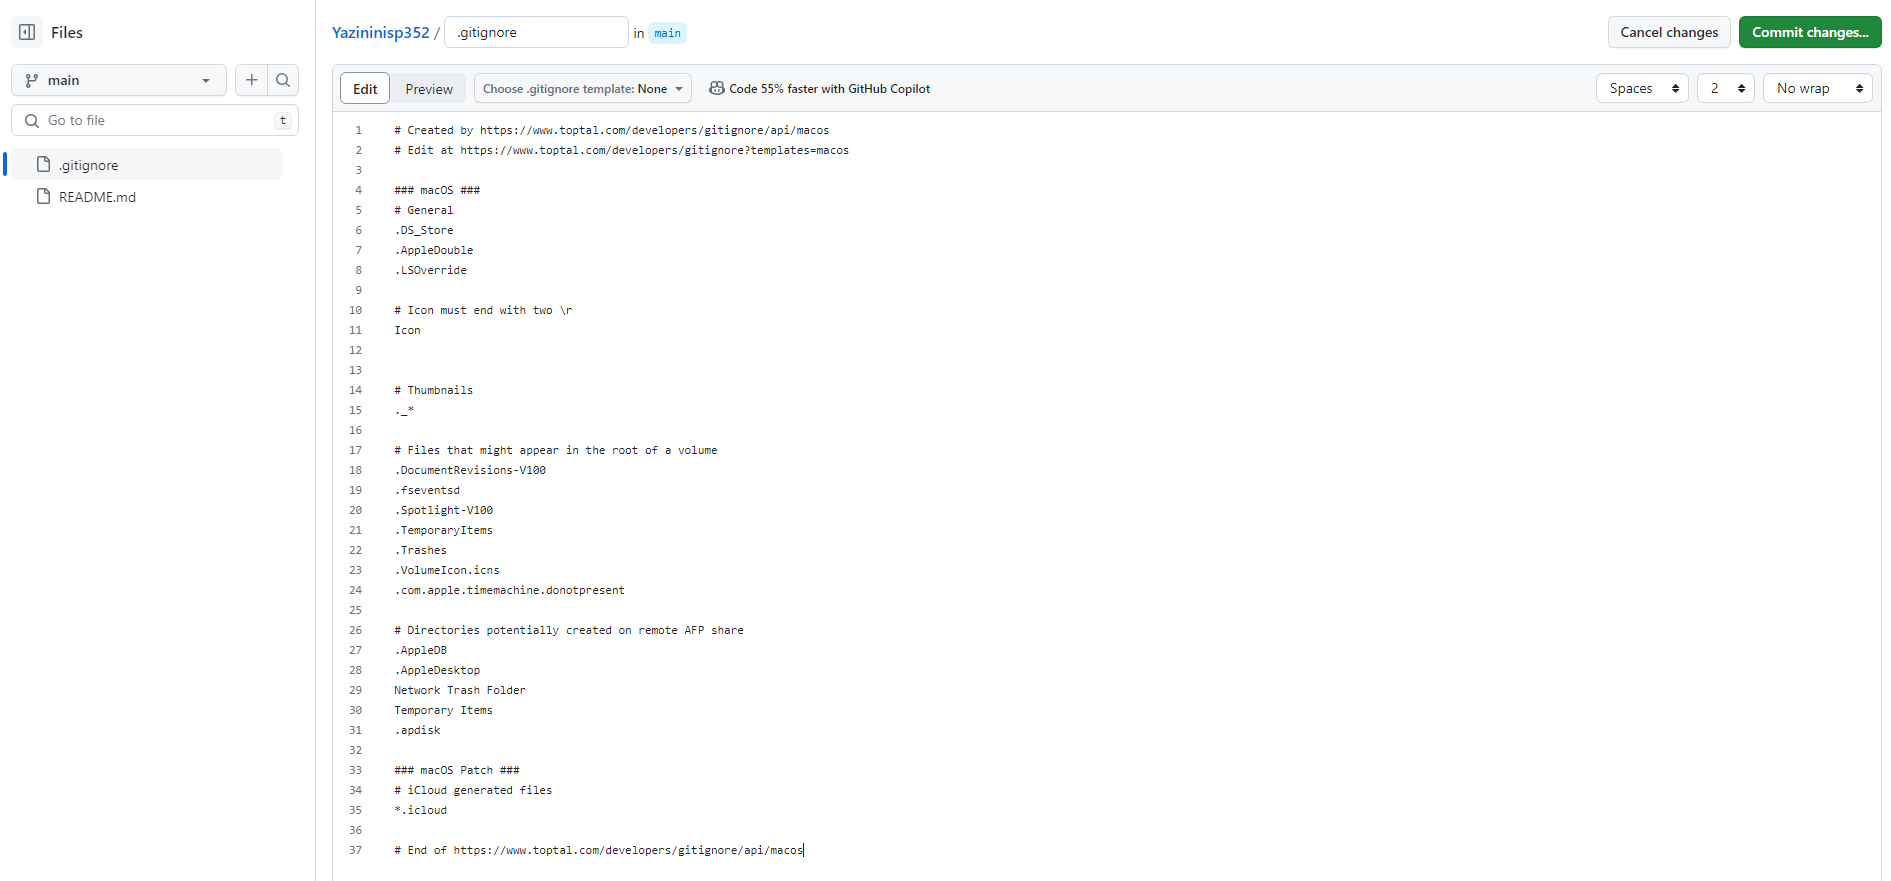 Files
main
Go to file
t
.gitignore
README.md
Yazininisp352 / .gitignore in main
Cancel changes
Commit changes...
Edit
Preview
Choose .gitignore template: None
Code 55% faster with GitHub Copilot
Spaces
2
No wrap
1 # Created by https://www.toptal.com/developers/gitignore/api/macos
2 # Edit at https://www.toptal.com/developers/gitignore?templates=macos
3
4 ### macOS ###
5 # General
6 .DS_Store
7 .AppleDouble
8 .LSOverride
9
10 # Icon must end with two \r
11 Icon
12
13
14 # Thumbnails
15 ._*
16
17 # Files that might appear in the root of a volume
18 .DocumentRevisions-V100
19 .fseventsd
20 .Spotlight-V100
21 .TemporaryItems
22 .Trashes
23 .VolumeIcon.icns
24 .com.apple.timemachine.donotpresent
25
26 # Directories potentially created on remote AFP share
27 .AppleDB
28 .AppleDesktop
29 Network Trash Folder
30 Temporary Items
31 .apdisk
32
33 ### macOS Patch ###
34 # iCloud generated files
35 *.icloud
36
37 # End of https://www.toptal.com/developers/gitignore/api/macos